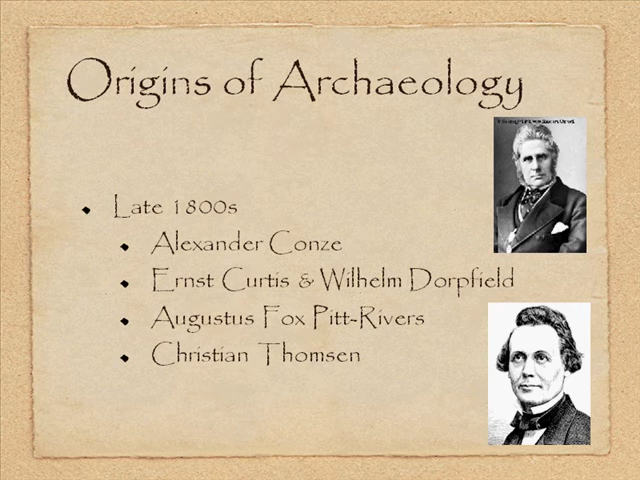 Origins of Archaeology
Late 1800s
Alexander Conze
Ernst Curtis & Wilhelm Dorpfield
Augustus Fox Pitt-Rivers
Christian Thomsen